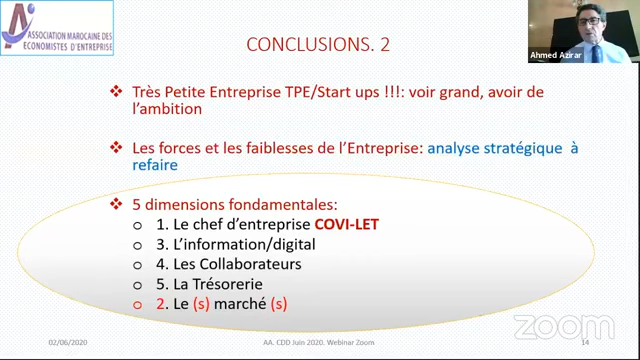 ASSOCIATION MAROCAINE DES
ECONOMISTES D'ENTREPRISE
Ahmed Azirar
CONCLUSIONS. 2
❖ Très Petite Entreprise TPE/Start ups !!!: voir grand, avoir de
l'ambition
❖ Les forces et les faiblesses de l'Entreprise: analyse stratégique à
refaire
❖ 5 dimensions fondamentales:
o 1. Le chef d'entreprise COVI-LET
o 3. L'information/digital
o 4. Les Collaborateurs
o 5. La Trésorerie
o 2. Le (s) marché (s)
02/06/2020
AA. CDD Juin 2020. Webinar Zoom
14
zoom